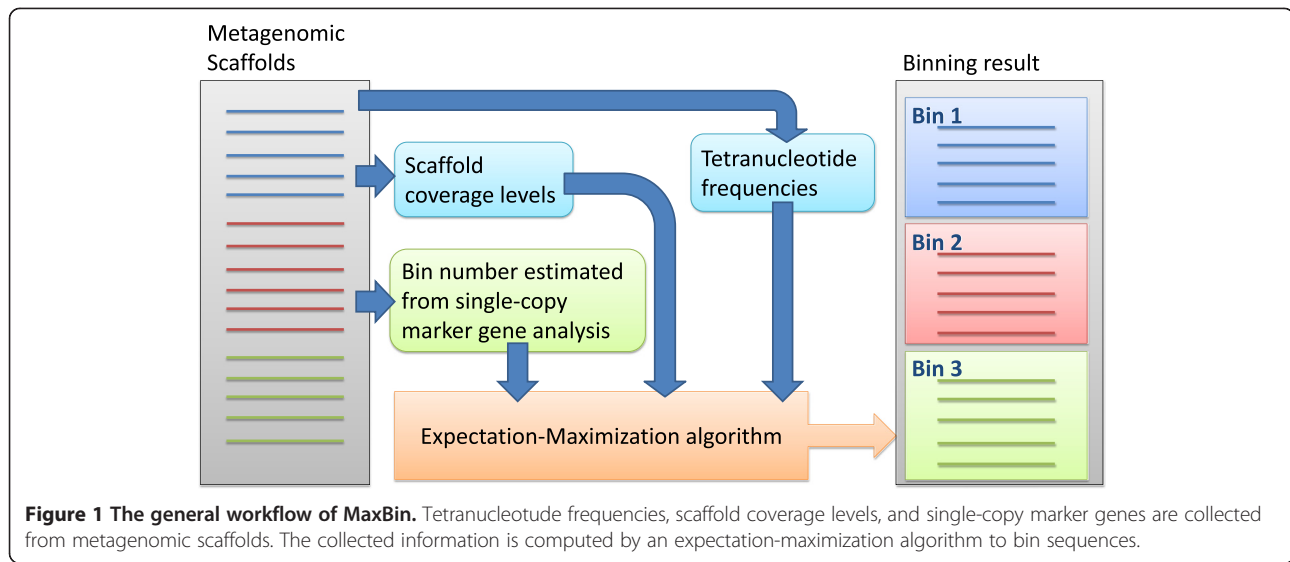 Metagenomic
Scaffolds
Binning result
Scaffold
coverage levels
Tetranucleotide
frequencies
Bin number estimated
from single-copy
marker gene analysis
Expectation-Maximization algorithm
Bin 1
Bin 2
Bin 3
Figure 1 The general workflow of MaxBin. Tetranucleotude frequencies, scaffold coverage levels, and single-copy marker genes are collected
from metagenomic scaffolds. The collected information is computed by an expectation-maximization algorithm to bin sequences.